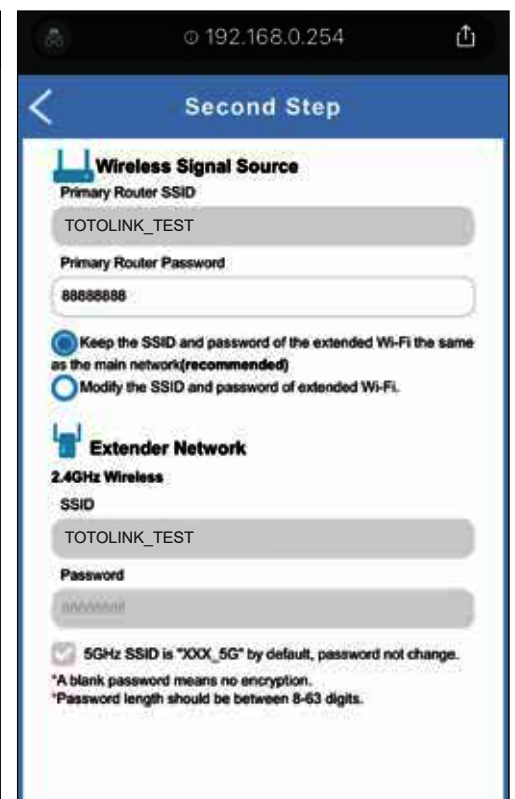 192.168.0.254
Second Step
Wireless Signal Source
Primary Router SSID
TOTOLINK_TEST
Primary Router Password
88888888
Keep the SSID and password of the extended Wi-Fi the same
as the main network(recommended)
Modify the SSID and password of extended Wi-Fi.
Extender Network
2.4GHz Wireless
SSID
TOTOLINK_TEST
Password
88888888
5GHz SSID is "XXX_5G" by default, password not change.
*A blank password means no encryption.
*Password length should be between 8-63 digits.